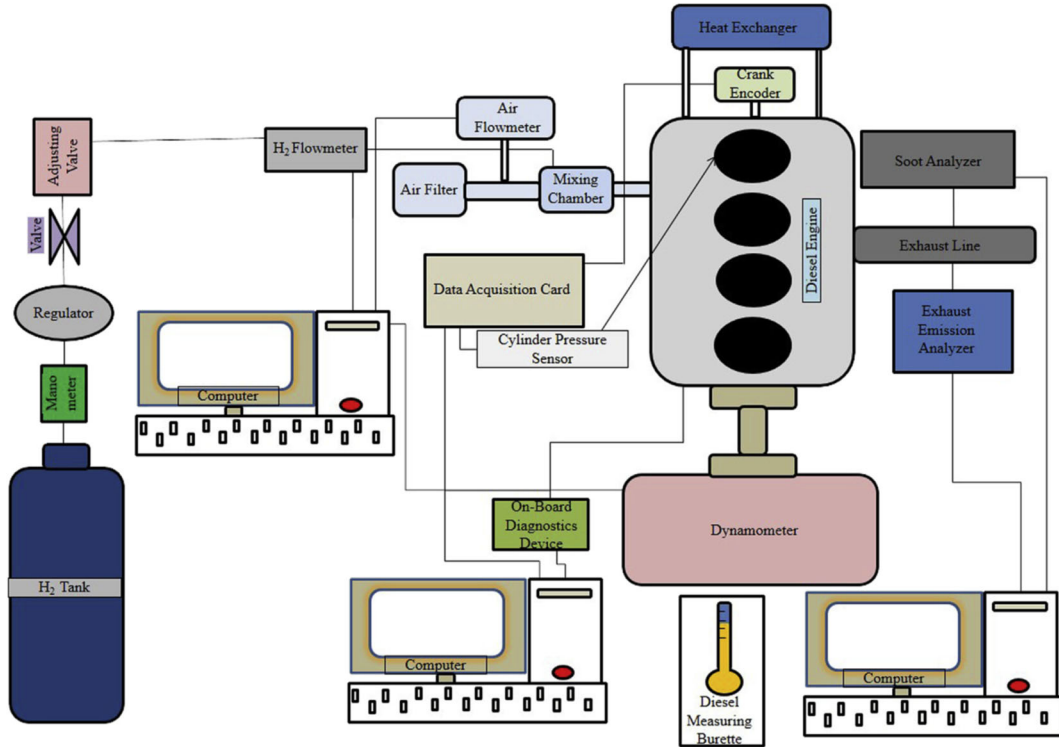 Heat Exchanger
Crank
Encoder
Air
Flowmeter
Adjusting
Valve
H₂ Flowmeter
Soot Analyzer
Air Filter
Mixing
Chamber
Valve
Diesel Engine
Exhaust Line
Data Acquisition Card
Regulator
Cylinder Pressure
Sensor
Exhaust
Emission
Analyzer
Mano
meter
Computer
On-Board
Diagnostics
Device
Dynamometer
H₂ Tank
Computer
Diesel
Measuring
Burette
Computer